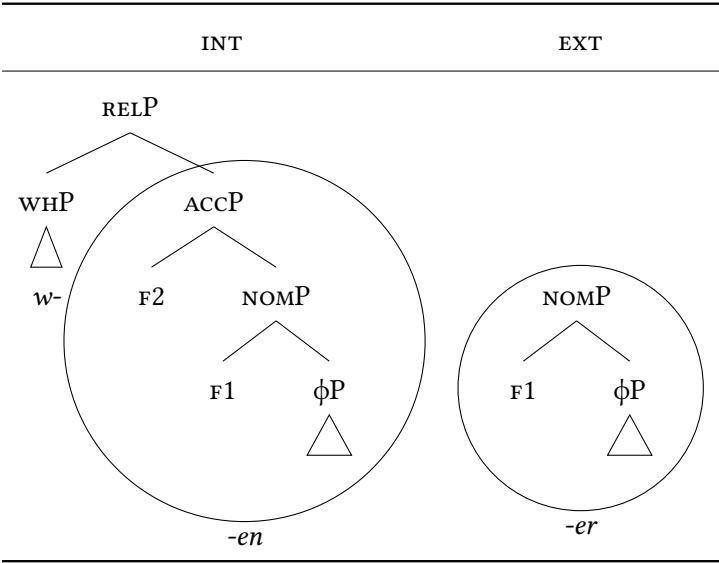 INT EXT
RELP
WHP ACCP
w- F2 NOMP NOMP
F1 ϕP F1 ϕP
-en -er